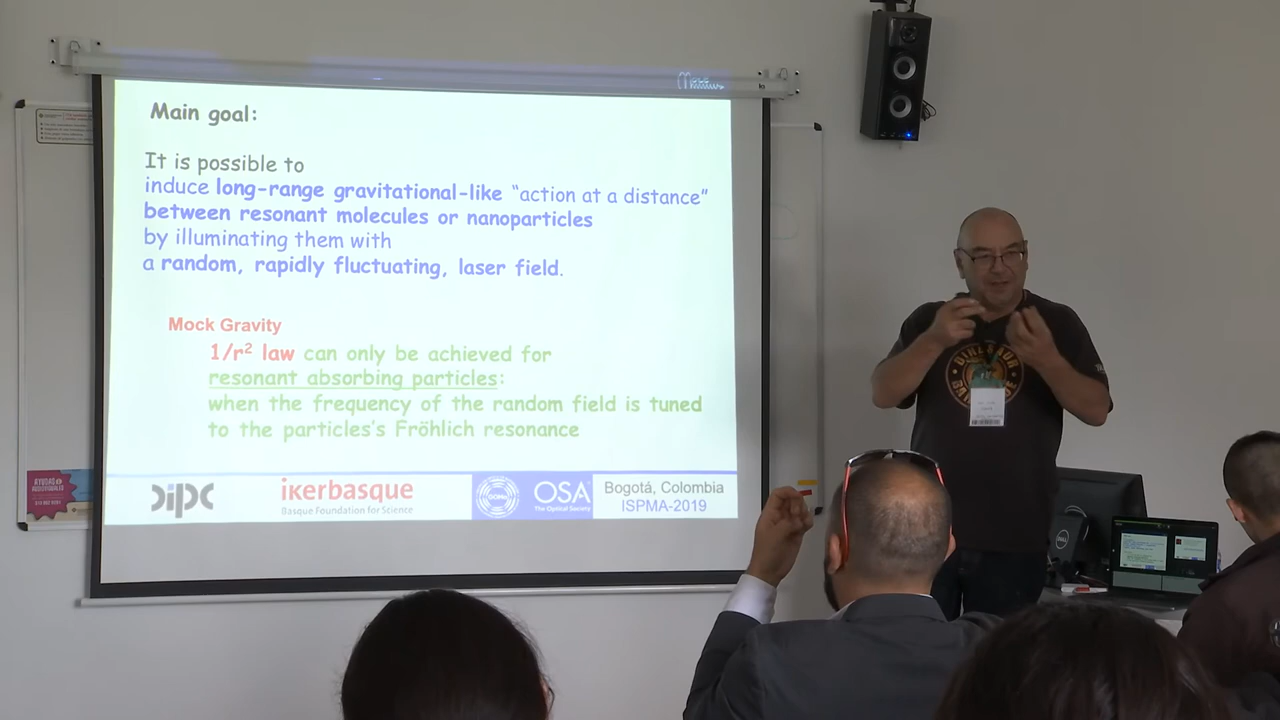 Main goal:
It is possible to
induce long-range gravitational-like “action at a distance”
between resonant molecules or nanoparticles
by illuminating them with
a random, rapidly fluctuating, laser field.
Mock Gravity
1/r² law can only be achieved for
resonant absorbing particles:
when the frequency of the random field is tuned
to the particles's Fröhlich resonance
dipc
ikerbasque
Basque Foundation for Science
OSA
The Optical Society
Bogotá, Colombia
ISPMA-2019
AYUDAS
AUDIOVISUALES
DELL